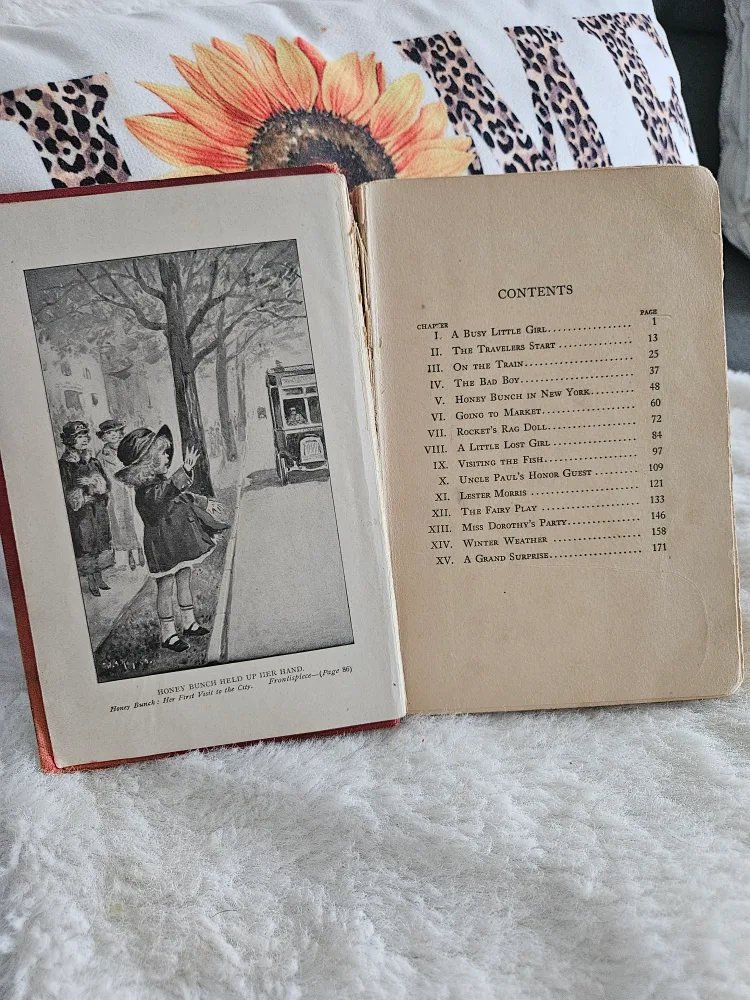 ME
HONEY BUNCH HELD UP HER HAND.
Honey Bunch: Her First Visit to the City. Frontispiece—(Page 86)
CONTENTS
CHAPTER PAGE
I. A Busy Little Girl 1
II. The Travelers Start 13
III. On the Train 25
IV. The Bad Boy 37
V. Honey Bunch in New York 48
VI. Going to Market 60
VII. Rocket's Rag Doll 72
VIII. A Little Lost Girl 84
IX. Visiting the Fish 97
X. Uncle Paul's Honor Guest 109
XI. Lester Morris 121
XII. The Fairy Play 133
XIII. Miss Dorothy's Party 146
XIV. Winter Weather 158
XV. A Grand Surprise 171